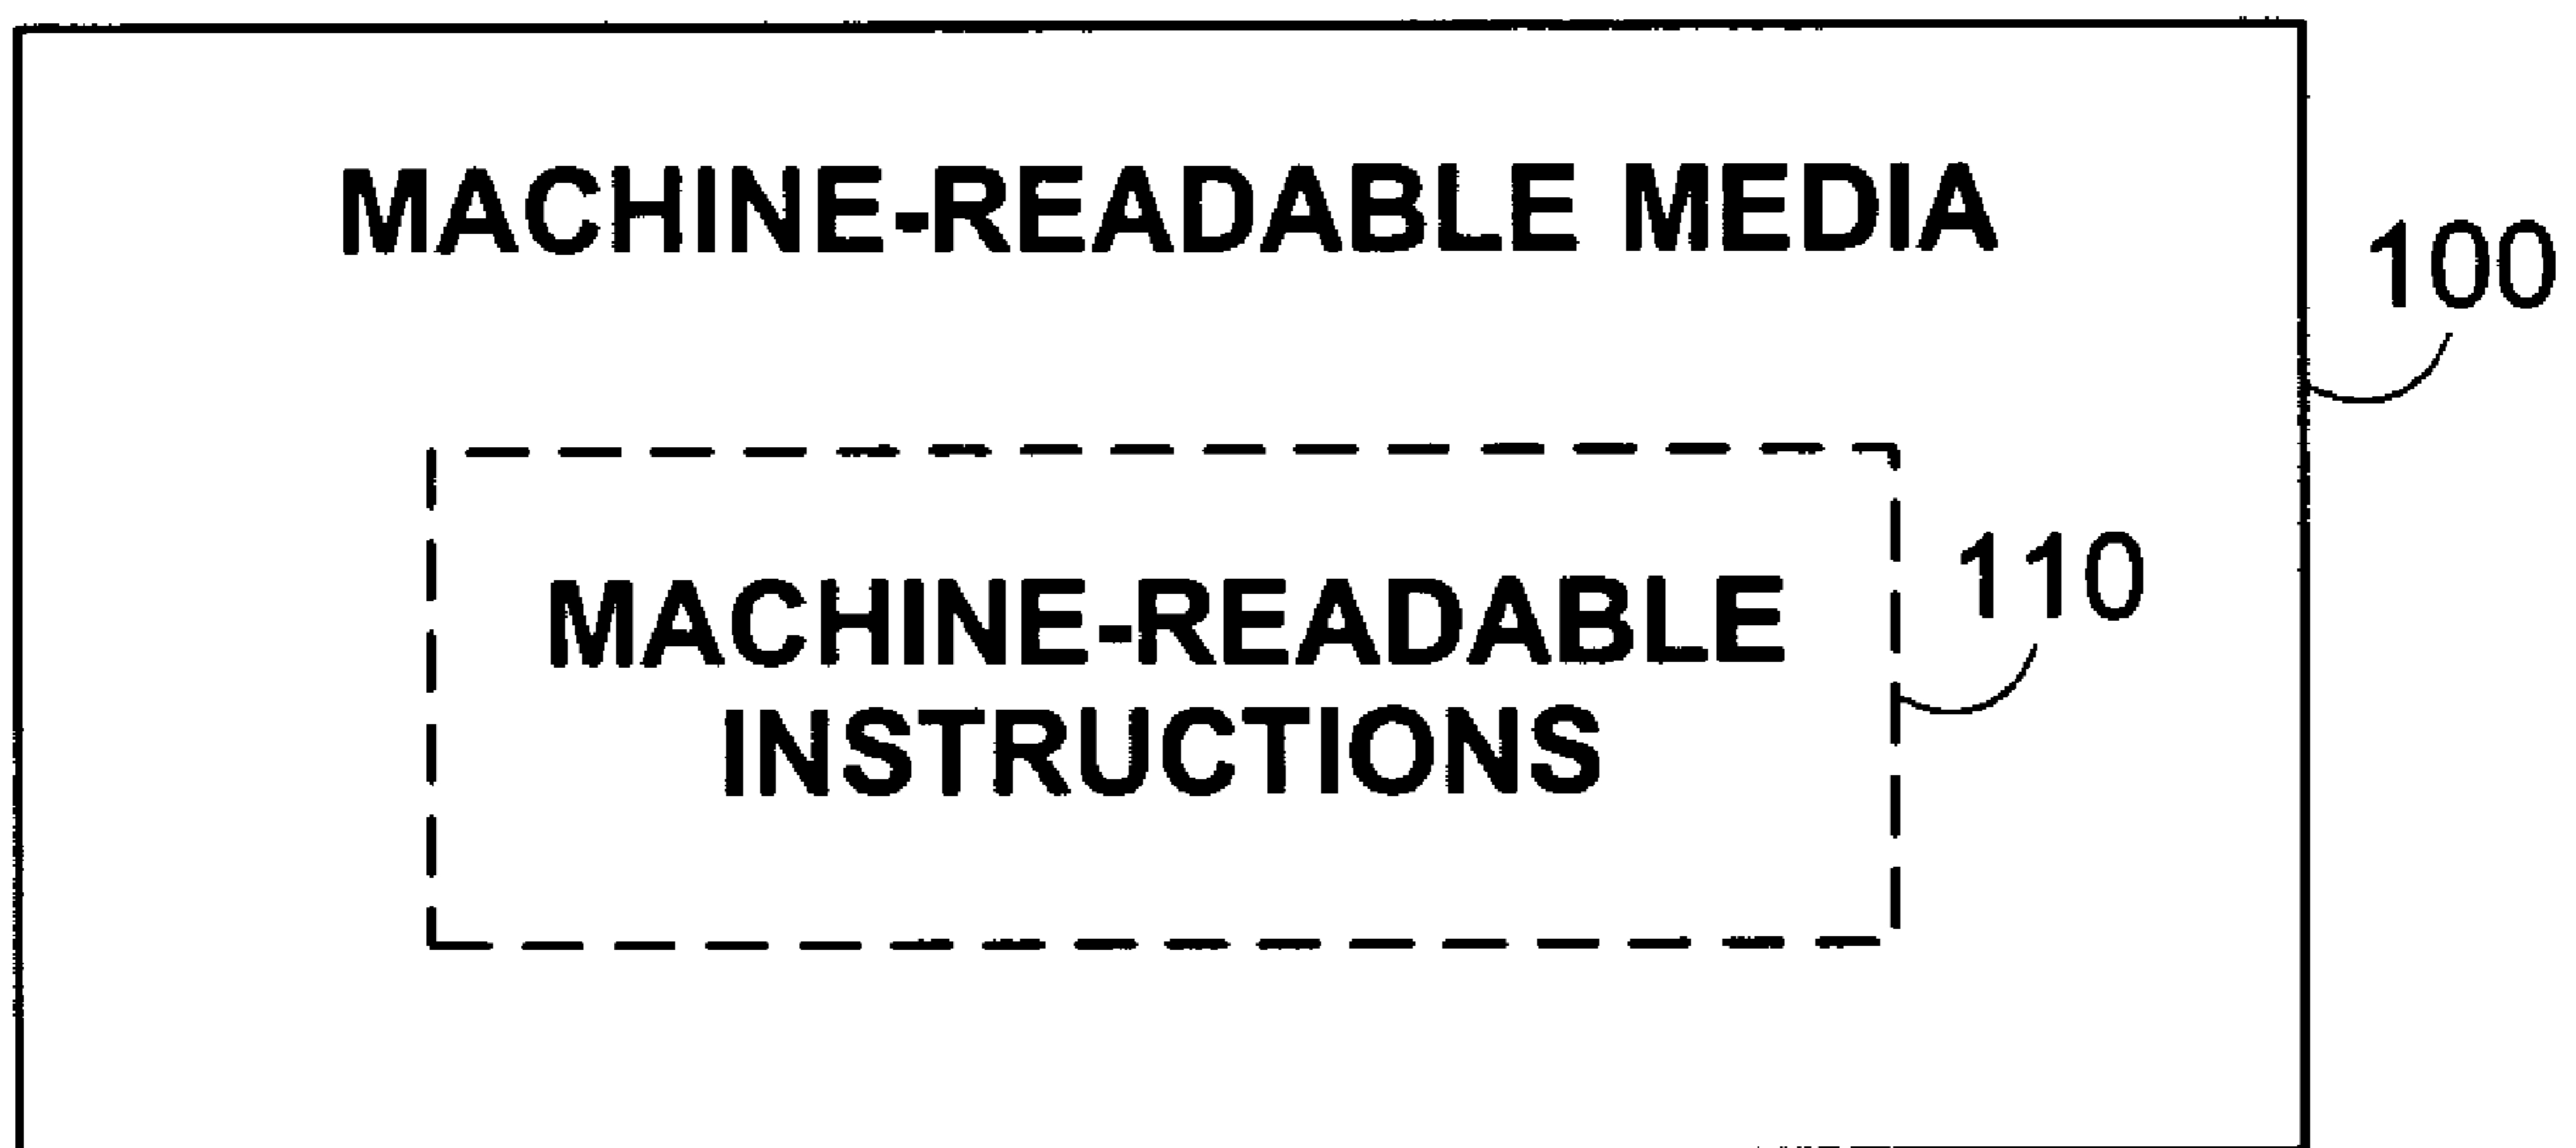 MACHINE-READABLE MEDIA
100
MACHINE-READABLE
INSTRUCTIONS
110